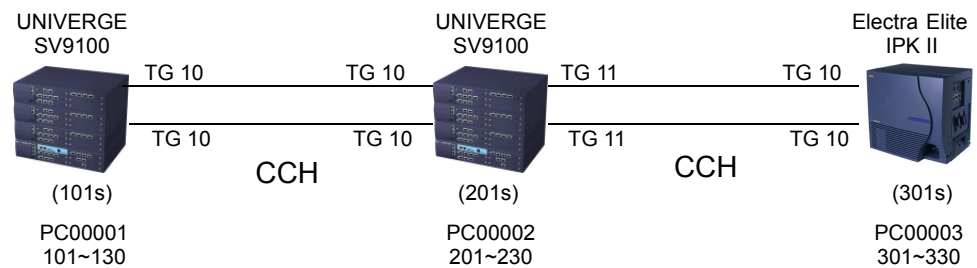 UNIVERGE
SV9100
UNIVERGE
SV9100
Electra Elite
IPK II
TG 10
TG 10
TG 11
TG 10
TG 10
TG 10
TG 11
TG 10
CCH
CCH
(101s)
(201s)
(301s)
PC00001
101~130
PC00002
201~230
PC00003
301~330